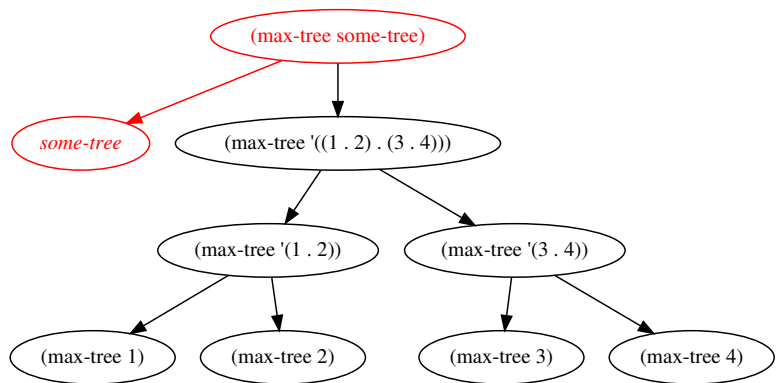 (max-tree some-tree)
some-tree
(max-tree '((1 . 2) . (3 . 4)))
(max-tree '(1 . 2))
(max-tree '(3 . 4))
(max-tree 1)
(max-tree 2)
(max-tree 3)
(max-tree 4)